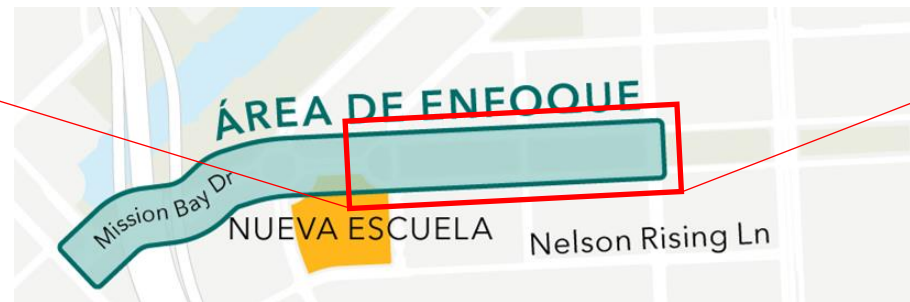 ÁREA DE ENFOQUE
Mission Bay Dr
NUEVA ESCUELA
Nelson Rising Ln